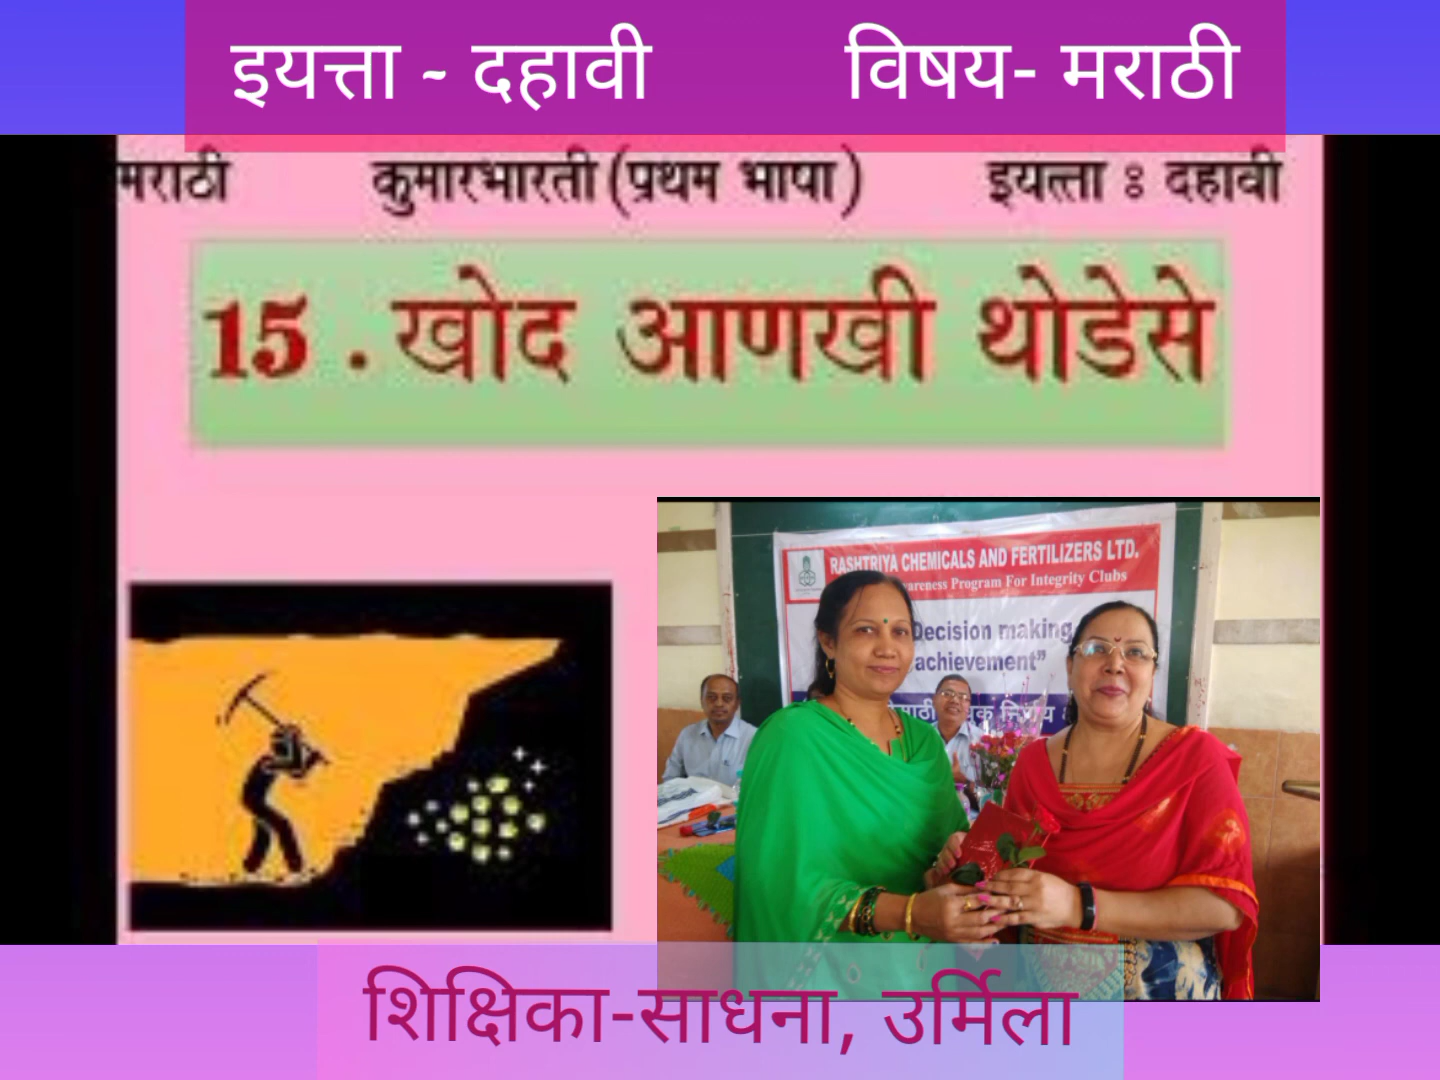 इयत्ता ~ दहावी विषय- मराठी
मराठी कुमारभारती (प्रथम भाषा) इयत्ता : दहावी
15 . खोद आणखी थोडेसे
RASHTRIYA CHEMICALS AND FERTILIZERS LTD.
Program For Integrity Clubs
Decision making
achievement”
शिक्षिका-साधना, उर्मिला